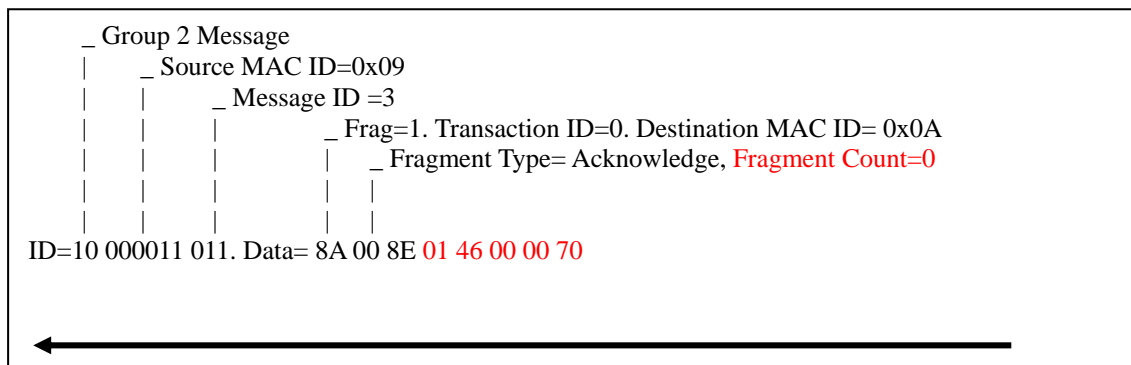 _ Group 2 Message
_ Source MAC ID=0x09
_ Message ID =3
_ Frag=1. Transaction ID=0. Destination MAC ID= 0x0A
_ Fragment Type= Acknowledge, Fragment Count=0
ID=10 000011 011. Data= 8A 00 8E 01 46 00 00 70